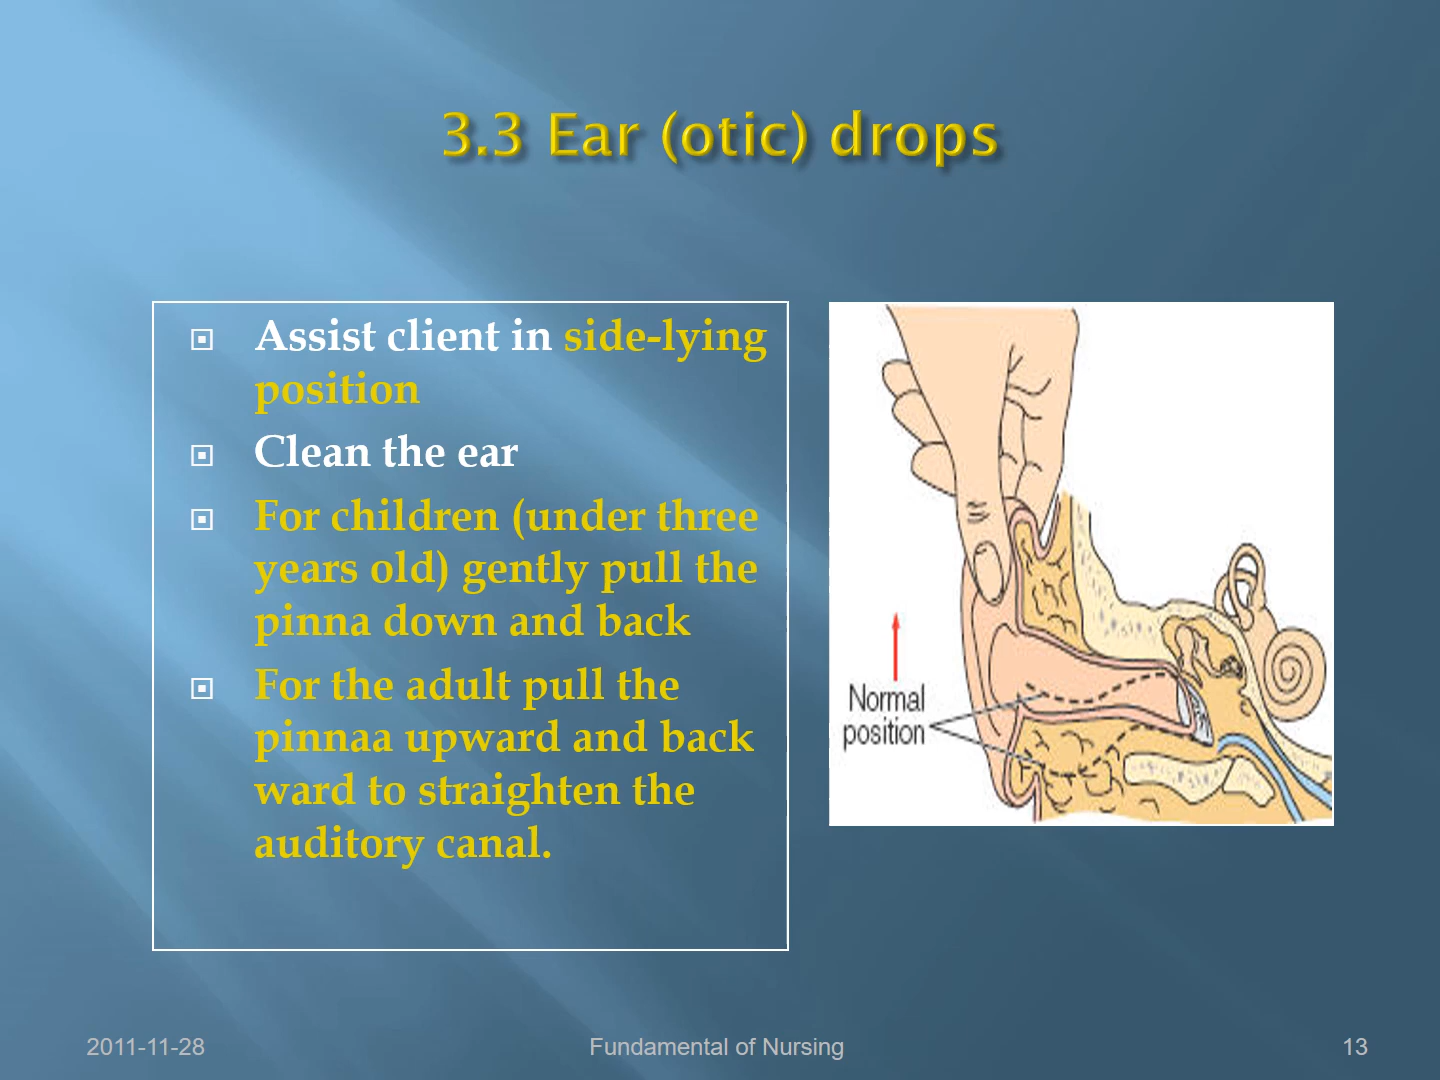 3.3 Ear (otic) drops
Assist client in side-lying
position
Clean the ear
For children (under three
years old) gently pull the
pinna down and back
For the adult pull the
pinnaa upward and back
ward to straighten the
auditory canal.
Normal
position
2011-11-28
Fundamental of Nursing
13